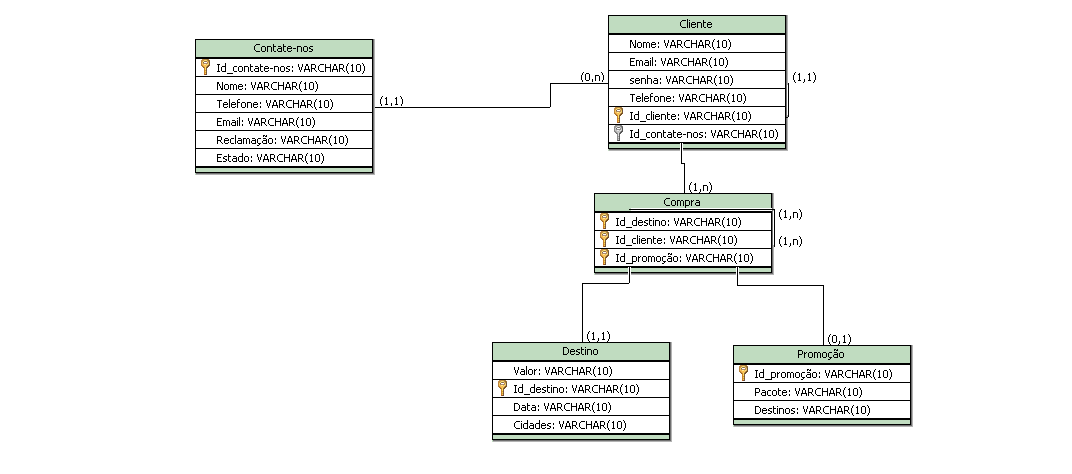 Contate-nos
Id_contate-nos: VARCHAR(10)
Nome: VARCHAR(10)
Telefone: VARCHAR(10)
Email: VARCHAR(10)
Reclamação: VARCHAR(10)
Estado: VARCHAR(10)
(1,1)
(0,n)
Cliente
Nome: VARCHAR(10)
Email: VARCHAR(10)
senha: VARCHAR(10)
Telefone: VARCHAR(10)
Id_cliente: VARCHAR(10)
Id_contate-nos: VARCHAR(10)
(1,1)
(1,n)
Compra
Id_destino: VARCHAR(10)
Id_cliente: VARCHAR(10)
Id_promoção: VARCHAR(10)
(1,n)
(1,n)
(1,1)
Destino
Valor: VARCHAR(10)
Id_destino: VARCHAR(10)
Data: VARCHAR(10)
Cidades: VARCHAR(10)
(0,1)
Promoção
Id_promoção: VARCHAR(10)
Pacote: VARCHAR(10)
Destinos: VARCHAR(10)